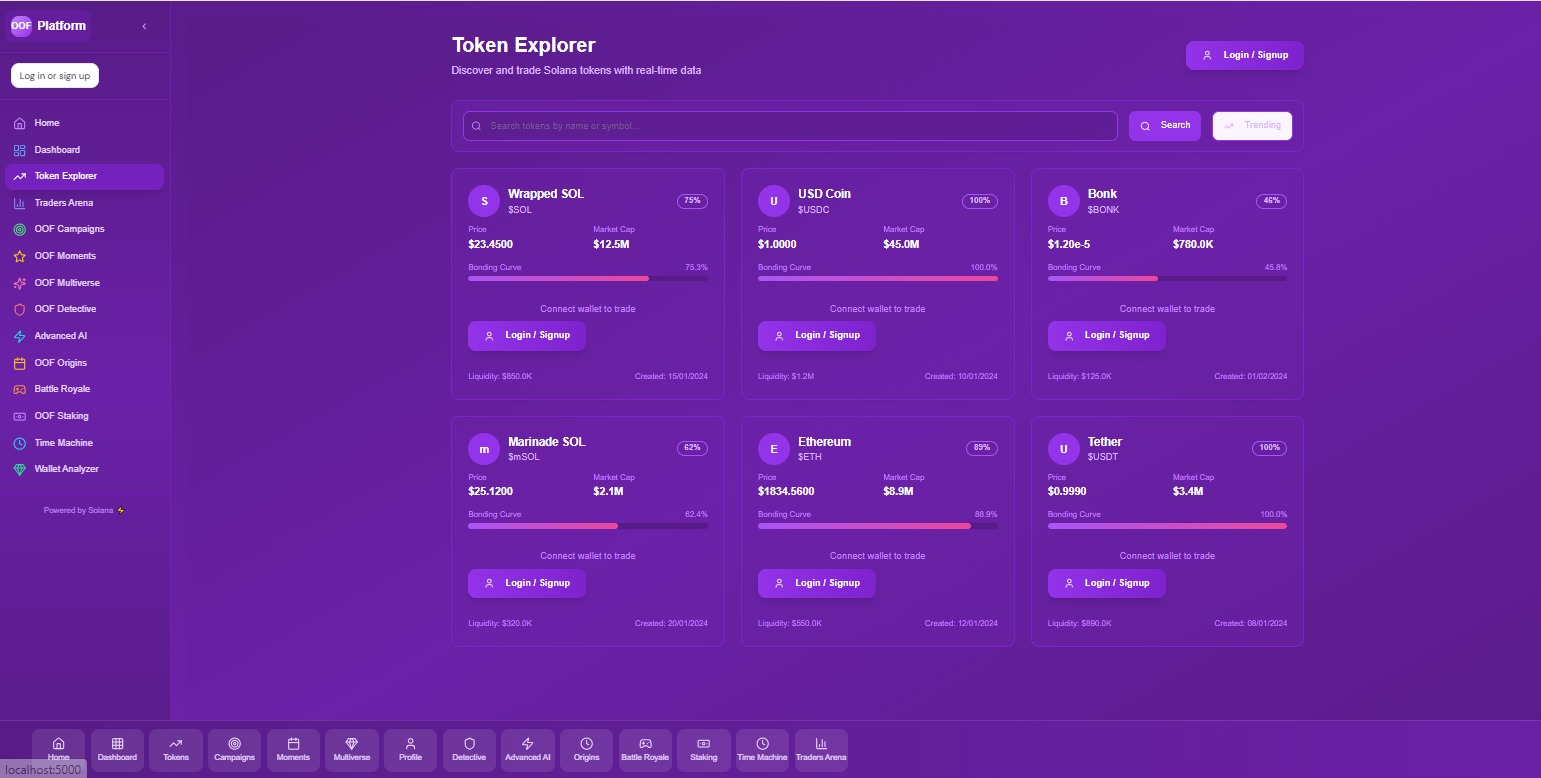 OOF Platform
Log in or sign up
Home
Dashboard
Token Explorer
Traders Arena
OOF Campaigns
OOF Moments
OOF Multiverse
OOF Detective
Advanced AI
OOF Origins
Battle Royale
OOF Staking
Time Machine
Wallet Analyzer
Powered by Solana ⚡
Token Explorer
Discover and trade Solana tokens with real-time data
Login / Signup
Search tokens by name or symbol...
Search
Trending
S
Wrapped SOL
$SOL
75%
Price
Market Cap
$23.4500
$12.5M
Bonding Curve
75.3%
Connect wallet to trade
Login / Signup
Liquidity: $850.0K
Created: 15/01/2024
U
USD Coin
$USDC
100%
Price
Market Cap
$1.0000
$45.0M
Bonding Curve
100.0%
Connect wallet to trade
Login / Signup
Liquidity: $1.2M
Created: 10/01/2024
B
Bonk
$BONK
46%
Price
Market Cap
$1.20e-5
$780.0K
Bonding Curve
45.8%
Connect wallet to trade
Login / Signup
Liquidity: $125.0K
Created: 01/02/2024
m
Marinade SOL
$mSOL
62%
Price
Market Cap
$25.1200
$2.1M
Bonding Curve
62.4%
Connect wallet to trade
Login / Signup
Liquidity: $320.0K
Created: 20/01/2024
E
Ethereum
$ETH
89%
Price
Market Cap
$1834.5600
$8.9M
Bonding Curve
88.9%
Connect wallet to trade
Login / Signup
Liquidity: $550.0K
Created: 12/01/2024
U
Tether
$USDT
100%
Price
Market Cap
$0.9990
$3.4M
Bonding Curve
100.0%
Connect wallet to trade
Login / Signup
Liquidity: $890.0K
Created: 08/01/2024
Home
Dashboard
Tokens
Campaigns
Moments
Multiverse
Profile
Detective
Advanced AI
Origins
Battle Royale
Staking
Time Machine
Traders Arena
localhost:5000